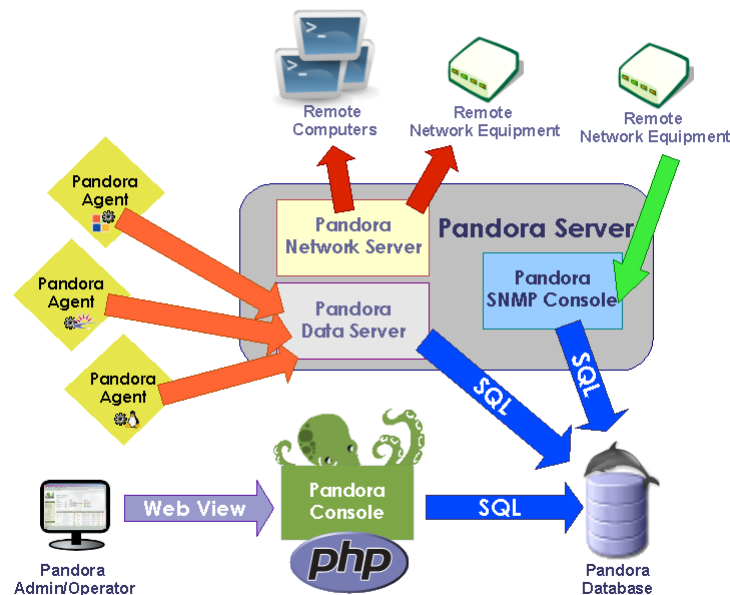 Remote
Computers
Remote
Network Equipment
Remote
Network Equipment
Pandora
Agent
Pandora
Network Server
Pandora Server
Pandora
Agent
Pandora
Data Server
Pandora
SNMP Console
Pandora
Agent
SQL
SQL
Web View
Pandora
Console
SQL
php
Pandora
Admin/Operator
Pandora
Database